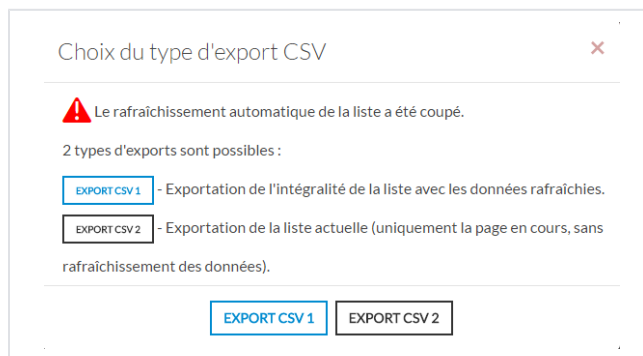 Choix du type d'export CSV ×
Le rafraîchissement automatique de la liste a été coupé.
2 types d'exports sont possibles :
EXPORT CSV 1 - Exportation de l'intégralité de la liste avec les données rafraîchies.
EXPORT CSV 2 - Exportation de la liste actuelle (uniquement la page en cours, sans
rafraîchissement des données).
EXPORT CSV 1 EXPORT CSV 2